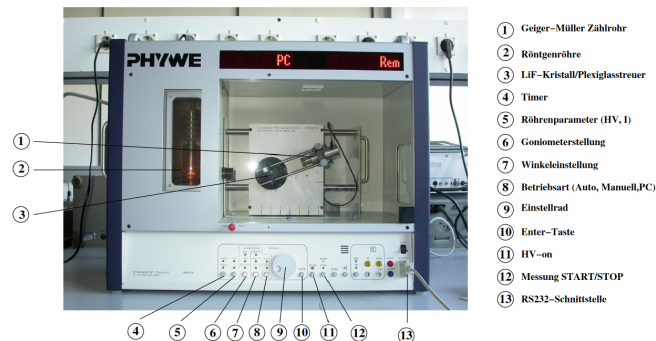 PHYWE
PC
Rem
1 Geiger−Müller Zählrohr
2 Röntgenröhre
3 LiF−Kristall/Plexiglasstreuer
4 Timer
5 Röhrenparameter (HV, I)
6 Goniometerstellung
7 Winkeleinstellung
8 Betriebsart (Auto, Manuell,PC)
9 Einstellrad
10 Enter−Taste
11 HV−on
12 Messung START/STOP
13 RS232−Schnittstelle
1
2
3
4
5
6
7
8
9
10
11
12
13